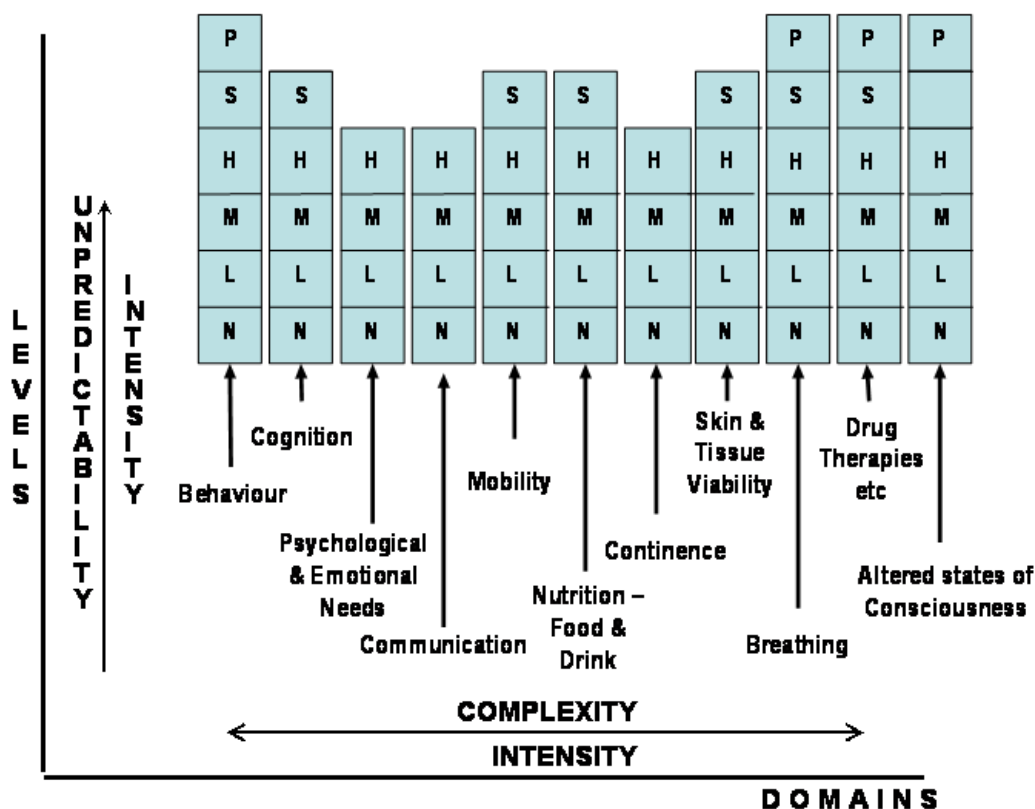 P P P P
S S S S S S S
H H H H H H H H H H H
M M M M M M M M M M M
L L L L L L L L L L L
N N N N N N N N N N N
LEVELS
UNPREDICTABILITY
INTENSITY
Behaviour
Cognition
Psychological
& Emotional
Needs
Communication
Mobility
Nutrition –
Food &
Drink
Continence
Skin &
Tissue
Viability
Breathing
Drug
Therapies
etc
Altered states of
Consciousness
COMPLEXITY
INTENSITY
DOMAINS